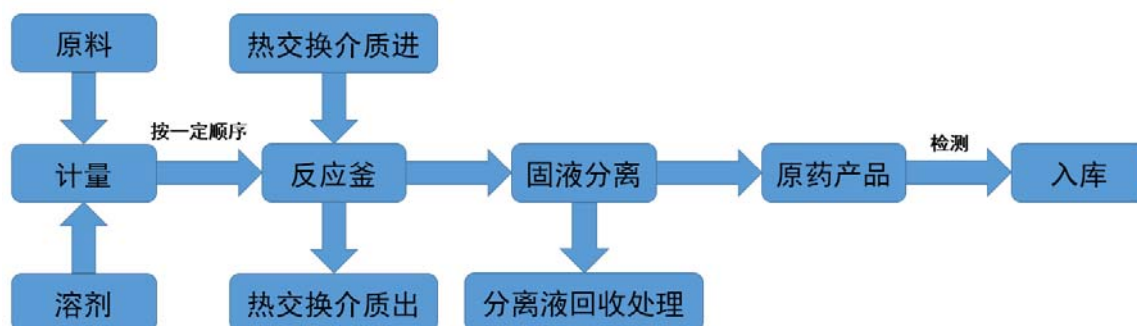 原料
热交换介质进
按一定顺序
检测
计量
反应釜
固液分离
原药产品
入库
溶剂
热交换介质出
分离液回收处理